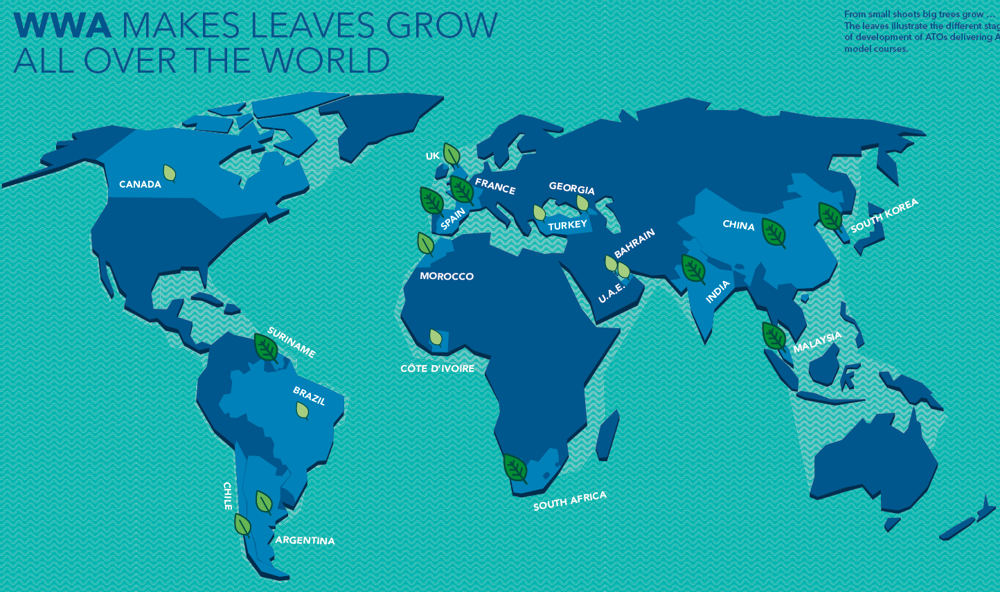 WWA MAKES LEAVES GROW
ALL OVER THE WORLD
From small shoots big trees grow ...
The leaves illustrate the different
of development of ATOs delivering
model courses.
UK
CANADA
FRANCE
GEORGIA
SPAIN
TURKEY
CHINA
SOUTH KOREA
BAHRAIN
MOROCCO
U.A.E.
INDIA
SURINAME
MALAYSIA
CÔTE D'IVOIRE
BRAZIL
CHILE
SOUTH AFRICA
ARGENTINA